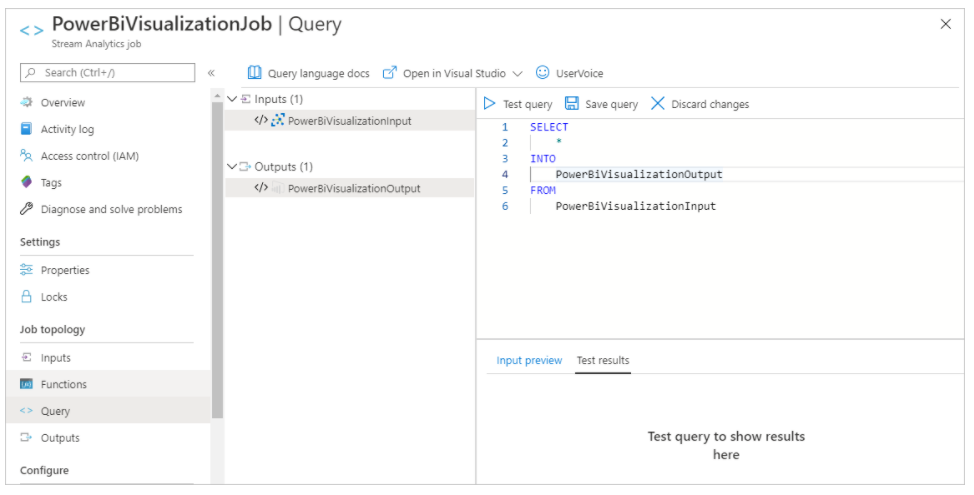 <> PowerBiVisualizationJob | Query
Stream Analytics job
Search (Ctrl+/)
«
Overview
Activity log
Access control (IAM)
Tags
Diagnose and solve problems
Settings
Properties
Locks
Job topology
Inputs
Functions
<> Query
Outputs
Configure
Query language docs Open in Visual Studio UserVoice
Inputs (1)
</> PowerBiVisualizationInput
Outputs (1)
</> PowerBiVisualizationOutput
Test query Save query Discard changes
1 SELECT
2 *
3 INTO
4 PowerBiVisualizationOutput
5 FROM
6 PowerBiVisualizationInput
Input preview Test results
Test query to show results
here